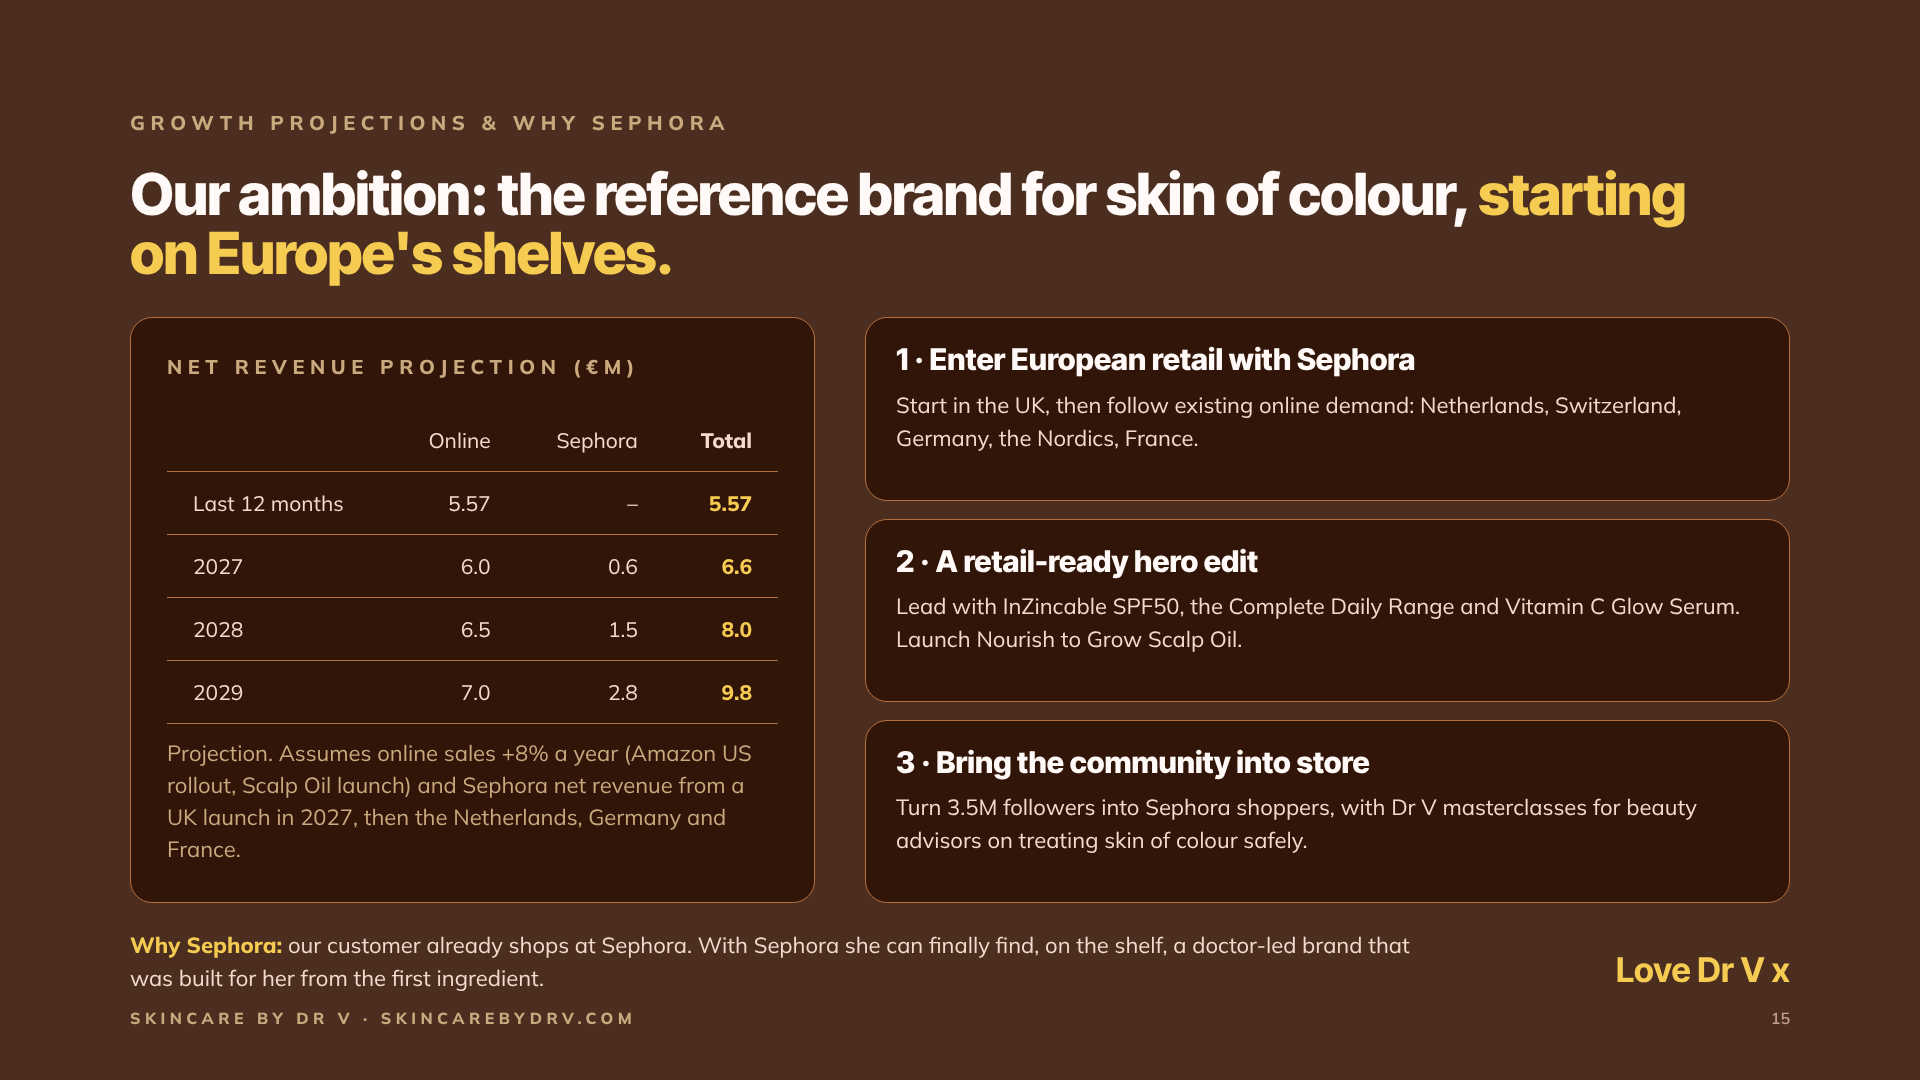 GROWTH PROJECTIONS & WHY SEPHORA
Our ambition: the reference brand for skin of colour, starting
on Europe's shelves.
NET REVENUE PROJECTION (€M)
Online Sephora Total
Last 12 months 5.57 – 5.57
2027 6.0 0.6 6.6
2028 6.5 1.5 8.0
2029 7.0 2.8 9.8
Projection. Assumes online sales +8% a year (Amazon US
rollout, Scalp Oil launch) and Sephora net revenue from a
UK launch in 2027, then the Netherlands, Germany and
France.
1 · Enter European retail with Sephora
Start in the UK, then follow existing online demand: Netherlands, Switzerland,
Germany, the Nordics, France.
2 · A retail-ready hero edit
Lead with InZincable SPF50, the Complete Daily Range and Vitamin C Glow Serum.
Launch Nourish to Grow Scalp Oil.
3 · Bring the community into store
Turn 3.5M followers into Sephora shoppers, with Dr V masterclasses for beauty
advisors on treating skin of colour safely.
Why Sephora: our customer already shops at Sephora. With Sephora she can finally find, on the shelf, a doctor-led brand that
was built for her from the first ingredient.
Love Dr V x
SKINCARE BY DR V · SKINCAREBYDRV.COM
15